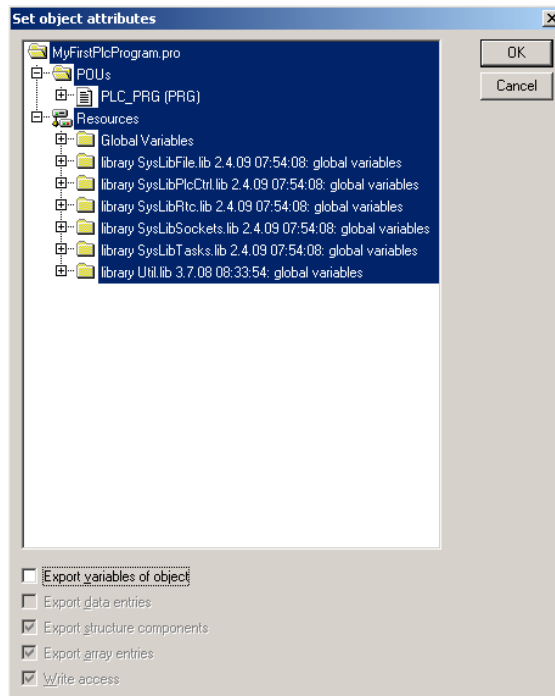 Set object attributes
MyFirstPlcProgram.pro
POUs
PLC_PRG (PRG)
Resources
Global Variables
library SysLibFile.lib 2.4.09 07:54:08: global variables
library SysLibPlcCtrl.lib 2.4.09 07:54:08: global variables
library SysLibRtc.lib 2.4.09 07:54:08: global variables
library SysLibSockets.lib 2.4.09 07:54:08: global variables
library SysLibTasks.lib 2.4.09 07:54:08: global variables
library Util.lib 3.7.08 08:33:54: global variables
OK
Cancel
Export variables of object
Export data entries
Export structure components
Export array entries
Write access